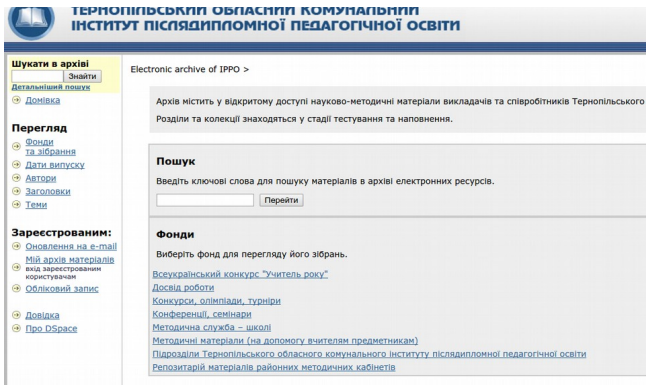 ТЕРНОПІЛЬСЬКИЙ ОБЛАСНИЙ КОМУНАЛЬНИЙ
ІНСТИТУТ ПІСЛЯДИПЛОМНОЇ ПЕДАГОГІЧНОЇ ОСВІТИ
Шукати в архіві
Знайти
Детальніший пошук
Домівка
Перегляд
Фонди
та зібрання
Дати випуску
Автори
Заголовки
Теми
Зареєстрованим:
Оновлення на e-mail
Мій архів матеріалів
вхід зареєстрованим
користувачам
Обліковий запис
Довідка
Про DSpace
Electronic archive of IPPO >
Архів містить у відкритому доступі науково-методичні матеріали викладачів та співробітників Тернопільського
Розділи та колекції знаходяться у стадії тестування та наповнення.
Пошук
Введіть ключові слова для пошуку матеріалів в архіві електронних ресурсів.
Перейти
Фонди
Виберіть фонд для перегляду його зібрань.
Всеукраїнський конкурс "Учитель року"
Досвід роботи
Конкурси, олімпіади, турніри
Конференції, семінари
Методична служба – школі
Методичні матеріали (на допомогу вчителям предметникам)
Підрозділи Тернопільського обласного комунального інституту післядипломної педагогічної освіти
Репозитарій матеріалів районних методичних кабінетів